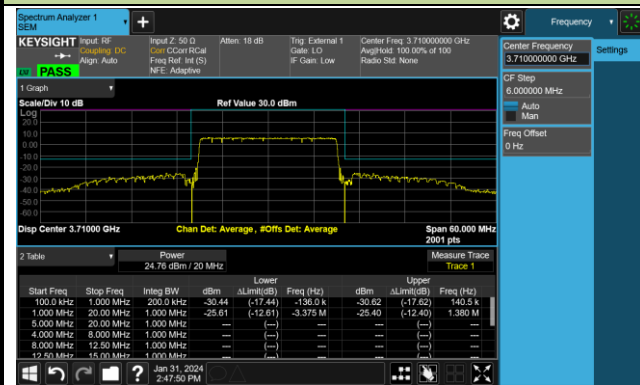 Spectrum Analyzer 1
SEM
+
Frequency
KEYSIGHT
Input: RF
Coupling: DC
Align: Auto
Input Z: 50 Ω
Corr CCorr RCal
Freq Ref: Int (S)
NFE: Adaptive
Atten: 18 dB
Trig: External 1
Gate: LO
IF Gain: Low
Center Freq: 3.710000000 GHz
Avg|Hold: 100.00% of 100
Radio Std: None
PASS
Center Frequency
3.710000000 GHz
Settings
CF Step
6.000000 MHz
Auto
Man
Freq Offset
0 Hz
1 Graph
Scale/Div 10 dB
Ref Value 30.0 dBm
Log
20.0
10.0
0.00
-10.0
-20.0
-30.0
-40.0
-50.0
-60.0
Disp Center 3.71000 GHz
Chan Det: Average, #Offs Det: Average
Span 60.000 MHz
2001 pts
2 Table
Power
24.76 dBm / 20 MHz
Measure Trace
Trace 1
Lower Upper
Start Freq Stop Freq Integ BW dBm ΔLimit(dB) Freq (Hz) dBm ΔLimit(dB) Freq (Hz)
100.0 kHz 1.000 MHz 200.0 kHz -30.44 (-17.44) -136.0 k -30.62 (-17.62) 140.5 k
1.000 MHz 20.00 MHz 1.000 MHz -25.61 (-12.61) -3.375 M -25.40 (-12.40) 1.380 M
5.000 MHz 20.00 MHz 1.000 MHz --- (---) --- --- (---) ---
4.000 MHz 8.000 MHz 1.000 MHz --- (---) --- --- (---) ---
8.000 MHz 12.50 MHz 1.000 MHz --- (---) --- --- (---) ---
12.50 MHz 15.00 MHz 1.000 MHz --- (---) --- --- (---) ---
?
Jan 31, 2024
2:47:50 PM